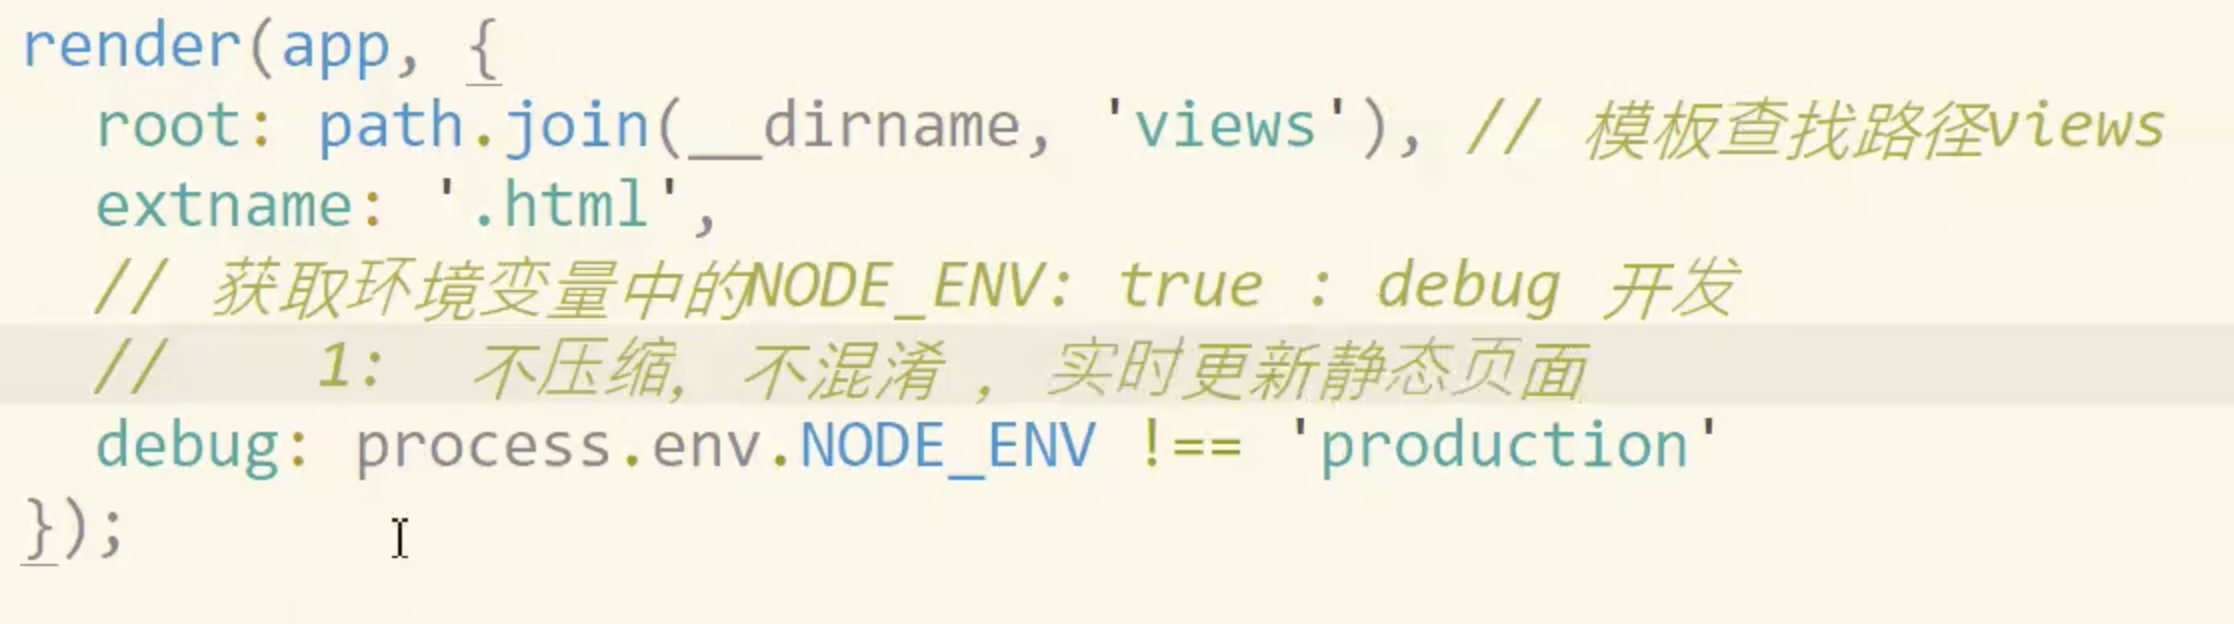 render(app, {
  root: path.join(__dirname, 'views'), // 模板查找路径views
  extname: '.html',
  // 获取环境变量中的NODE_ENV: true : debug 开发
  //    1:  不压缩, 不混淆 , 实时更新静态页面
  debug: process.env.NODE_ENV !== 'production'
});